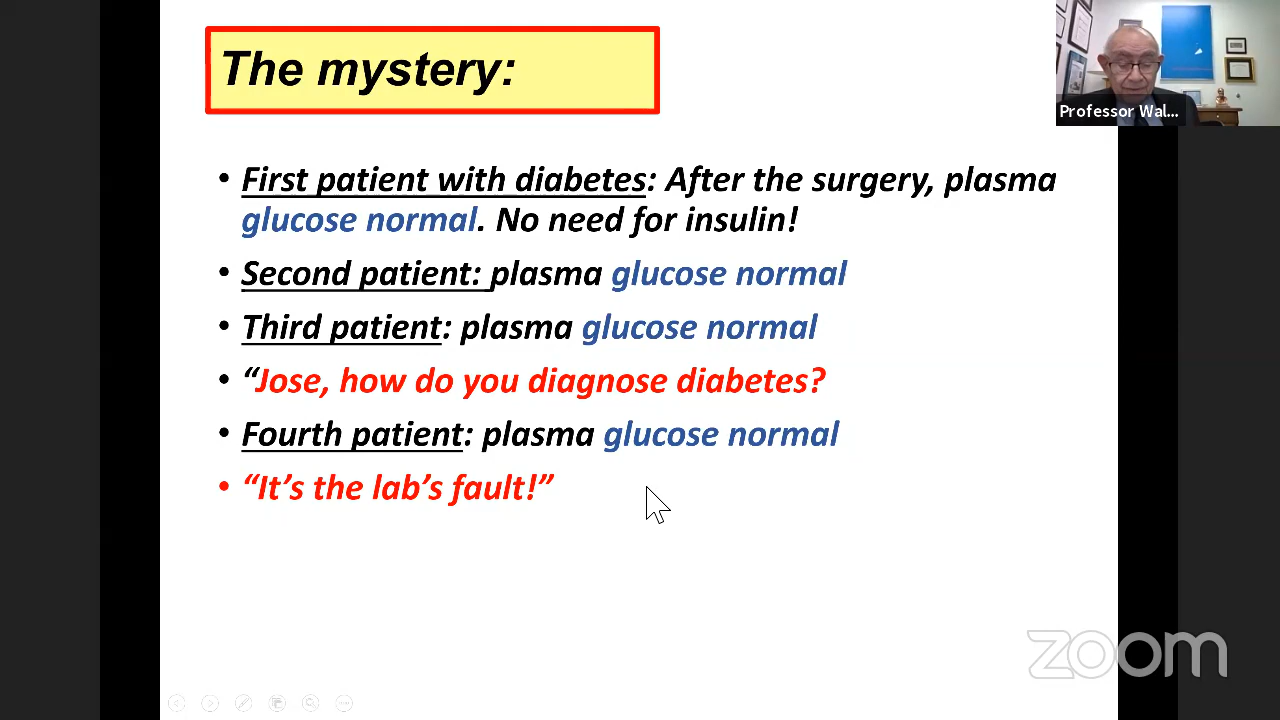 The mystery:
Professor Wal...
• First patient with diabetes: After the surgery, plasma
glucose normal. No need for insulin!
• Second patient: plasma glucose normal
• Third patient: plasma glucose normal
• “Jose, how do you diagnose diabetes?
• Fourth patient: plasma glucose normal
• “It’s the lab’s fault!”
zoom